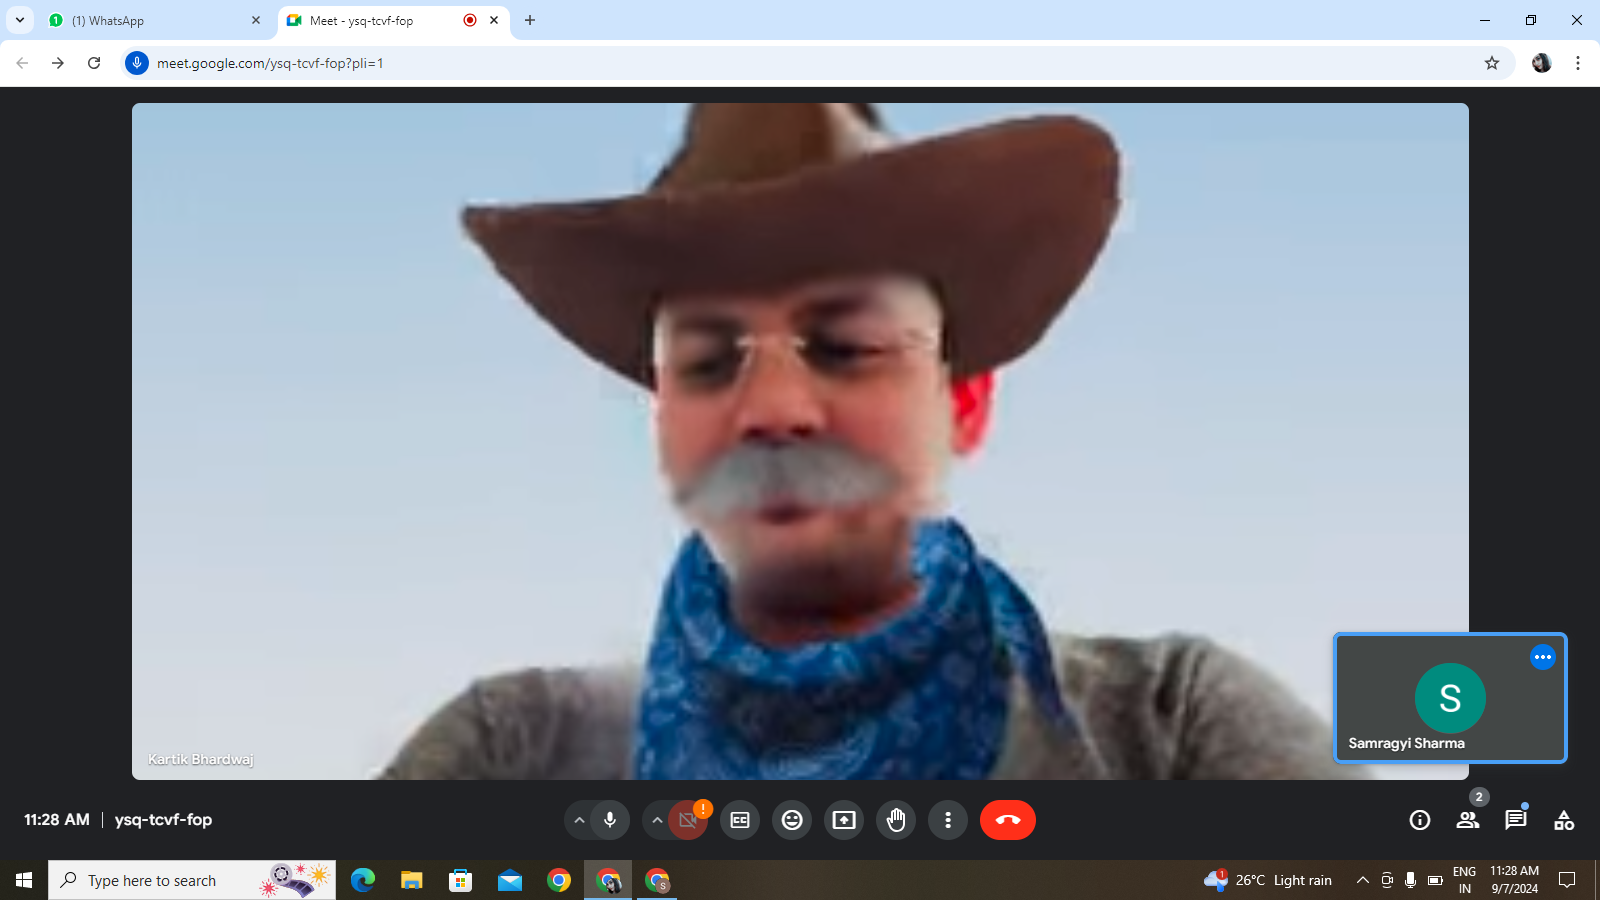 (1) WhatsApp
Meet - ysq-tcvf-fop
meet.google.com/ysq-tcvf-fop?pli=1
Kartik Bhardwaj
S
Samragyi Sharma
11:28 AM | ysq-tcvf-fop
!
CC
2
Type here to search
S
1
26°C Light rain
ENG
IN
11:28 AM
9/7/2024